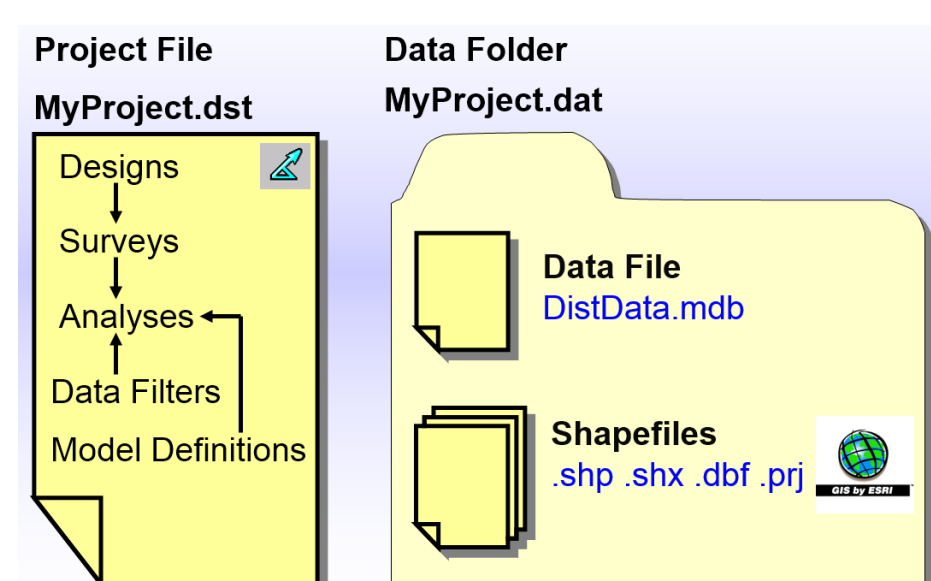 Project File
MyProject.dst
Designs
Surveys
Analyses
Data Filters
Model Definitions
Data Folder
MyProject.dat
Data File
DistData.mdb
Shapefiles
.shp .shx .dbf .prj
GIS by ESRI